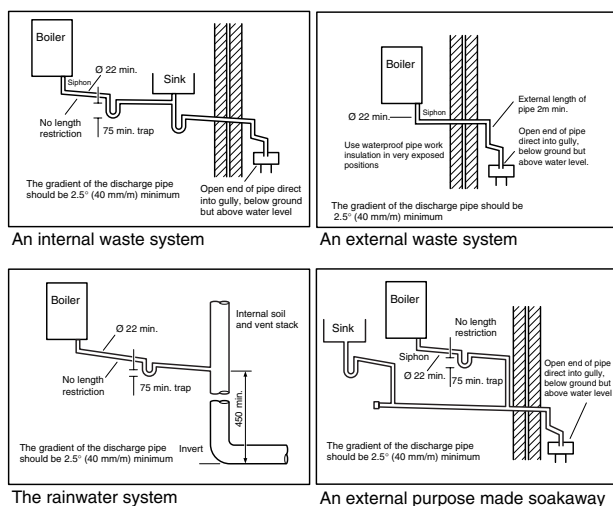 Boiler
Siphon
Ø 22 min.
Sink
No length
restriction
75 min. trap
The gradient of the discharge pipe
should be 2.5° (40 mm/m) minimum
Open end of pipe direct
into gully, below ground
but above water level
An internal waste system
Boiler
Siphon
Ø 22 min.
External length of
pipe 2m min.
Use waterproof pipe work
insulation in very exposed
positions
Open end of pipe
direct into gully,
below ground but
above water level.
The gradient of the discharge pipe should be
2.5° (40 mm/m) minimum
An external waste system
Boiler
Ø 22 min.
Internal soil
and vent stack
No length
restriction
75 min. trap
450 min.
The gradient of the discharge pipe
should be 2.5° (40 mm/m) minimum
Invert
The rainwater system
Sink
Boiler
No length
restriction
Siphon
Ø 22 min.
75 min. trap
Open end of pipe
direct into gully,
below ground but
above water level
The gradient of the discharge pipe
should be 2.5° (40 mm/m) minimum
An external purpose made soakaway